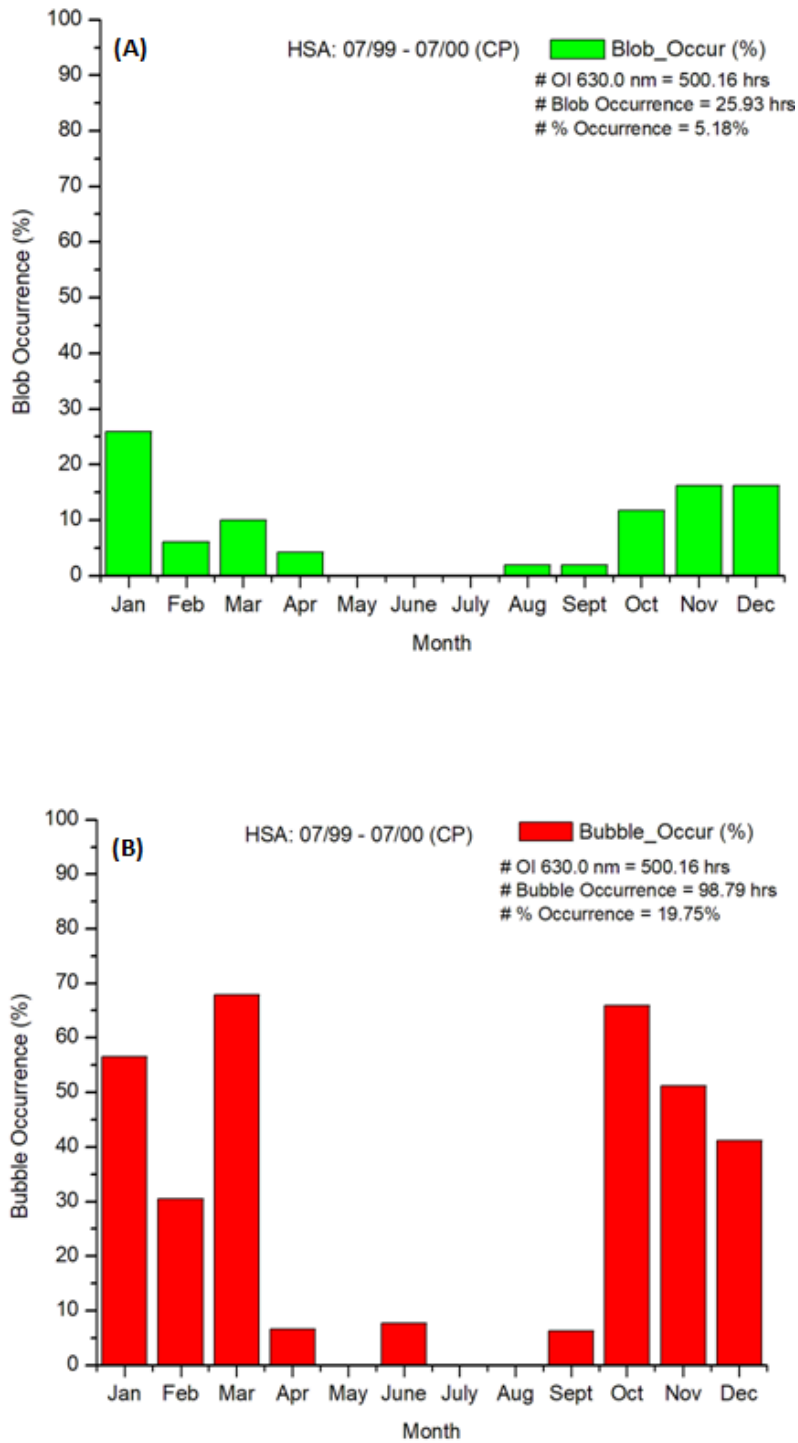 (A)
HSA: 07/99 - 07/00 (CP)
Blob_Occur (%)
# OI 630.0 nm = 500.16 hrs
# Blob Occurrence = 25.93 hrs
# % Occurrence = 5.18%
Blob Occurrence (%)
100
90
80
70
60
50
40
30
20
10
0
Jan Feb Mar Apr May June July Aug Sept Oct Nov Dec
Month
(B)
HSA: 07/99 - 07/00 (CP)
Bubble_Occur (%)
# OI 630.0 nm = 500.16 hrs
# Bubble Occurrence = 98.79 hrs
# % Occurrence = 19.75%
Bubble Occurrence (%)
100
90
80
70
60
50
40
30
20
10
0
Jan Feb Mar Apr May June July Aug Sept Oct Nov Dec
Month